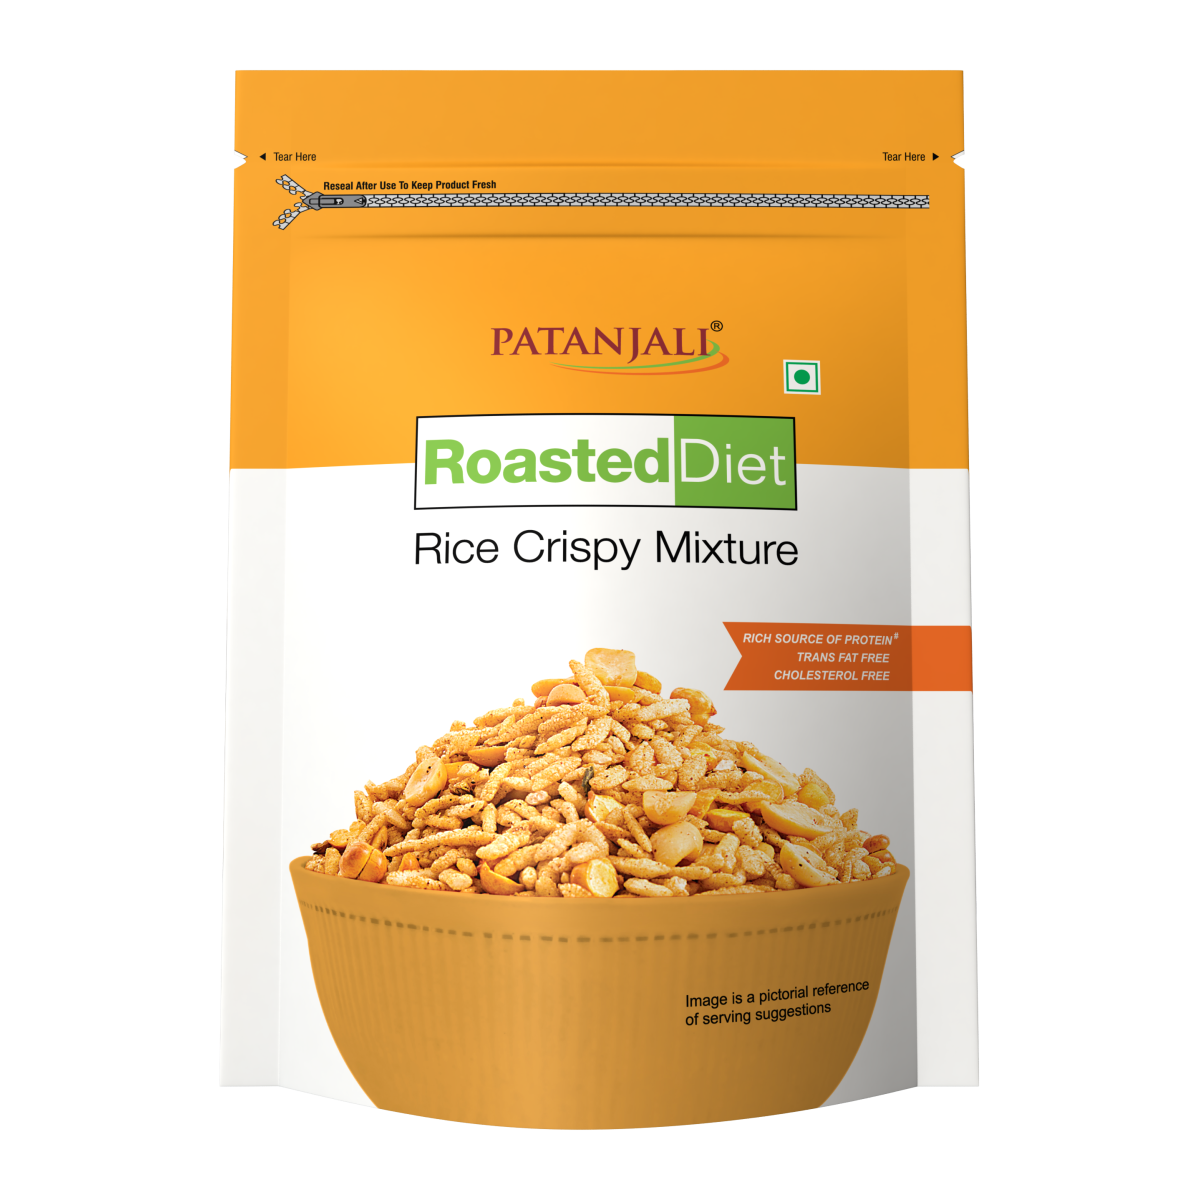 Tear Here
Tear Here
Reseal After Use To Keep Product Fresh
PATANJALI®
RoastedDiet
Rice Crispy Mixture
RICH SOURCE OF PROTEIN#
TRANS FAT FREE
CHOLESTEROL FREE
Image is a pictorial reference
of serving suggestions